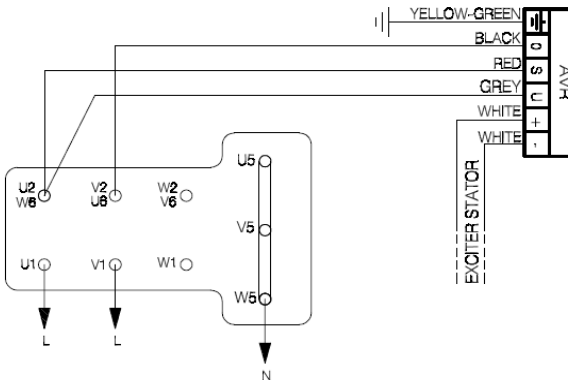 YELLOW-GREEN
BLACK
0
RED
S
GREY
U
WHITE
+
WHITE
-
AVR
EXCITER STATOR
U5
U2
W6
V2
U6
W2
V6
V5
U1
V1
W1
W5
L
L
N